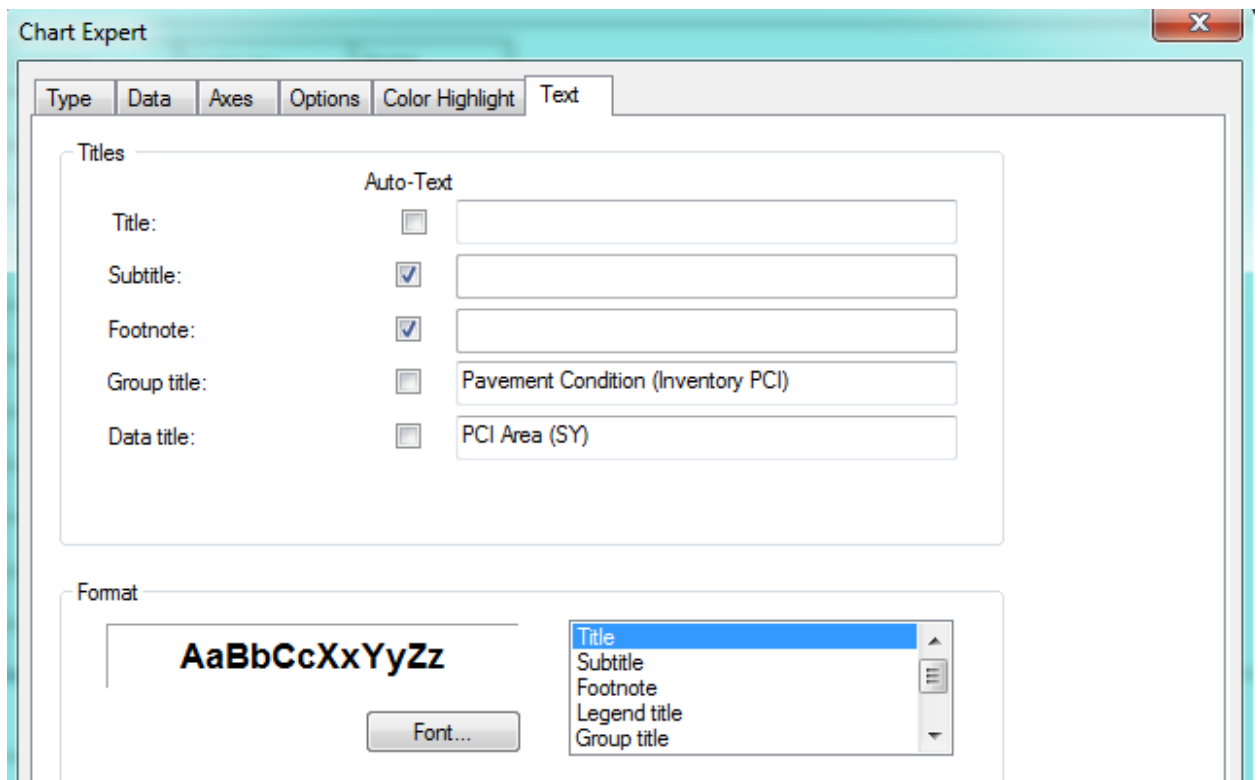 Chart Expert
Type Data Axes Options Color Highlight Text
Titles
Auto-Text
Title:
Subtitle:
Footnote:
Group title: Pavement Condition (Inventory PCI)
Data title: PCI Area (SY)
Format
AaBbCcXxYyZz
Title
Subtitle
Footnote
Legend title
Group title
Font...